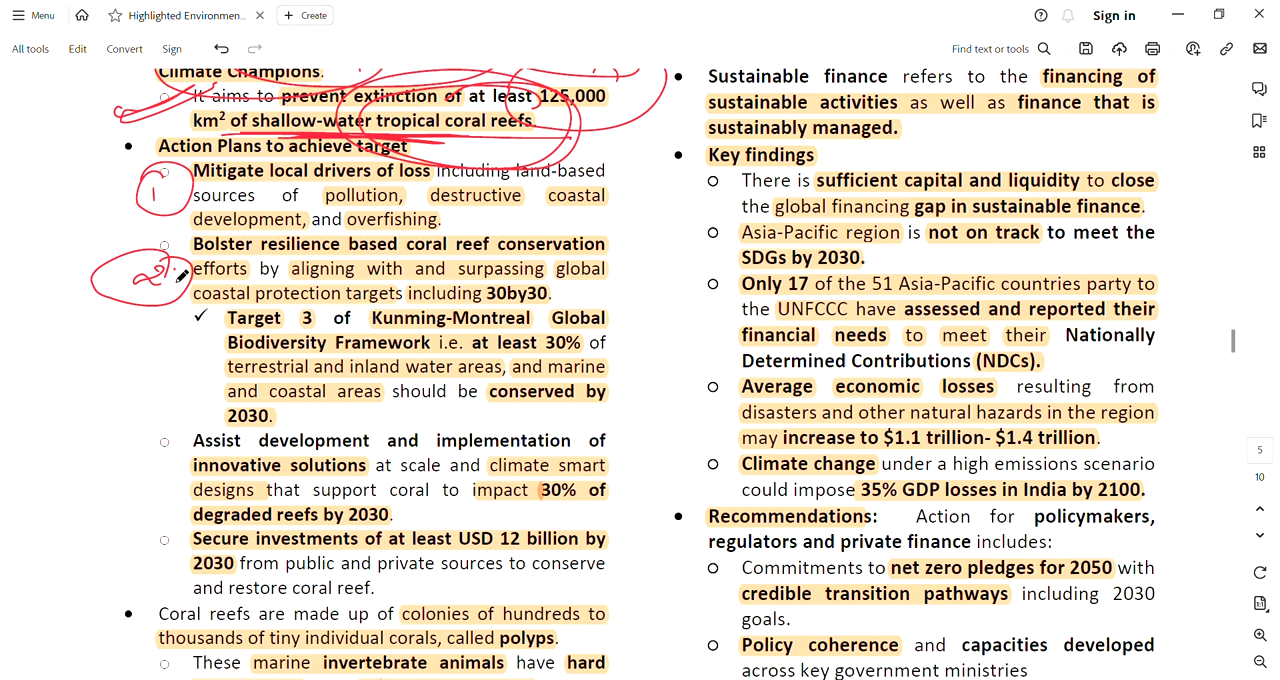 Menu
Highlighted Environmen...
Create
Sign in
All tools
Edit
Convert
Sign
Find text or tools
Climate Champions.
It aims to prevent extinction of at least 125,000
km² of shallow-water tropical coral reefs.
• Action Plans to achieve target
○ Mitigate local drivers of loss including land-based
sources of pollution, destructive coastal
development, and overfishing.
1
○ Bolster resilience based coral reef conservation
efforts by aligning with and surpassing global
coastal protection targets including 30by30.
2
✓ Target 3 of Kunming-Montreal Global
Biodiversity Framework i.e. at least 30% of
terrestrial and inland water areas, and marine
and coastal areas should be conserved by
2030.
○ Assist development and implementation of
innovative solutions at scale and climate smart
designs that support coral to impact 30% of
degraded reefs by 2030.
○ Secure investments of at least USD 12 billion by
2030 from public and private sources to conserve
and restore coral reef.
• Coral reefs are made up of colonies of hundreds to
thousands of tiny individual corals, called polyps.
○ These marine invertebrate animals have hard
• Sustainable finance refers to the financing of
sustainable activities as well as finance that is
sustainably managed.
• Key findings
○ There is sufficient capital and liquidity to close
the global financing gap in sustainable finance.
○ Asia-Pacific region is not on track to meet the
SDGs by 2030.
○ Only 17 of the 51 Asia-Pacific countries party to
the UNFCCC have assessed and reported their
financial needs to meet their Nationally
Determined Contributions (NDCs).
○ Average economic losses resulting from
disasters and other natural hazards in the region
may increase to $1.1 trillion- $1.4 trillion.
○ Climate change under a high emissions scenario
could impose 35% GDP losses in India by 2100.
• Recommendations: Action for policymakers,
regulators and private finance includes:
○ Commitments to net zero pledges for 2050 with
credible transition pathways including 2030
goals.
○ Policy coherence and capacities developed
across key government ministries
5
10